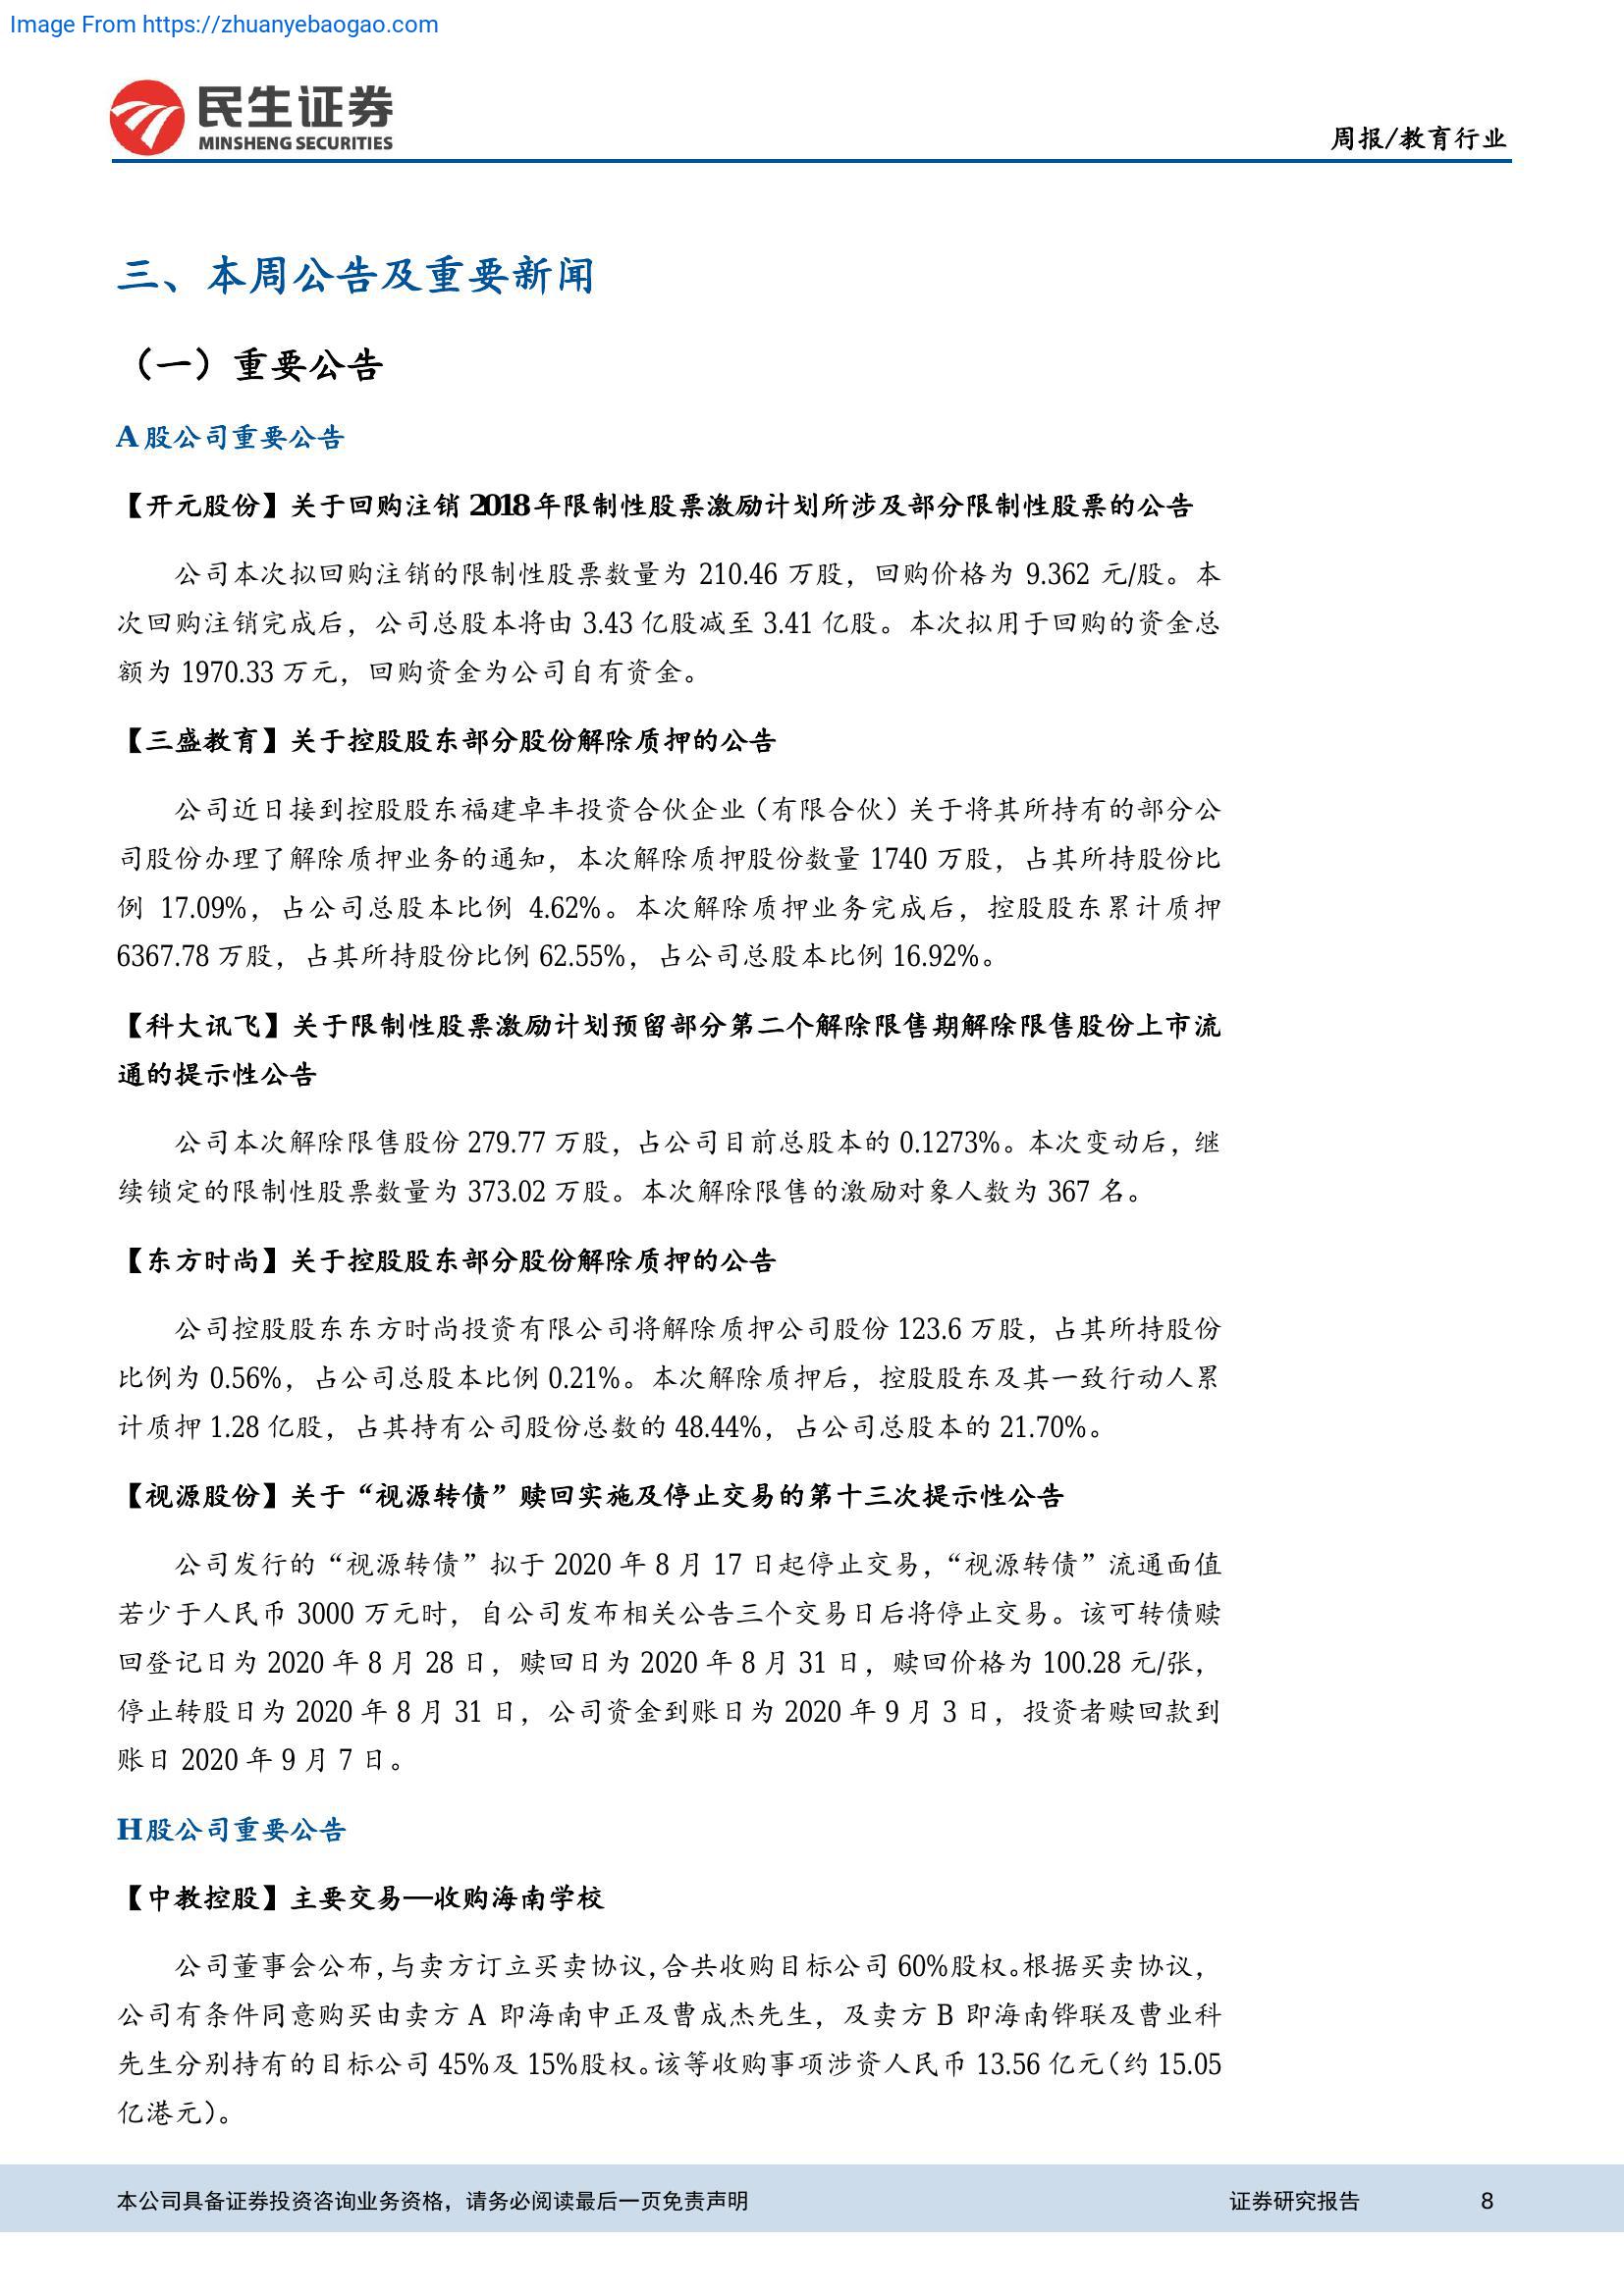 Image From https://zhuanyebaogao.com
民生证券
MINSHENG SECURITIES
周报/教育行业
三、本周公告及重要新闻
（一）重要公告
A 股公司重要公告
【开元股份】关于回购注销 2018 年限制性股票激励计划所涉及部分限制性股票的公告
公司本次拟回购注销的限制性股票数量为 210.46 万股，回购价格为 9.362 元/股。本
次回购注销完成后，公司总股本将由 3.43 亿股减至 3.41 亿股。本次拟用于回购的资金总
额为 1970.33 万元，回购资金为公司自有资金。
【三盛教育】关于控股股东部分股份解除质押的公告
公司近日接到控股股东福建卓丰投资合伙企业（有限合伙）关于将其所持有的部分公
司股份办理了解除质押业务的通知，本次解除质押股份数量 1740 万股，占其所持股份比
例 17.09%，占公司总股本比例 4.62%。本次解除质押业务完成后，控股股东累计质押
6367.78 万股，占其所持股份比例 62.55%，占公司总股本比例 16.92%。
【科大讯飞】关于限制性股票激励计划预留部分第二个解除限售期解除限售股份上市流
通的提示性公告
公司本次解除限售股份 279.77 万股，占公司目前总股本的 0.1273%。本次变动后，继
续锁定的限制性股票数量为 373.02 万股。本次解除限售的激励对象人数为 367 名。
【东方时尚】关于控股股东部分股份解除质押的公告
公司控股股东东方时尚投资有限公司将解除质押公司股份 123.6 万股，占其所持股份
比例为 0.56%，占公司总股本比例 0.21%。本次解除质押后，控股股东及其一致行动人累
计质押 1.28 亿股，占其持有公司股份总数的 48.44%，占公司总股本的 21.70%。
【视源股份】关于“视源转债”赎回实施及停止交易的第十三次提示性公告
公司发行的“视源转债”拟于 2020 年 8 月 17 日起停止交易，“视源转债”流通面值
若少于人民币 3000 万元时，自公司发布相关公告三个交易日后将停止交易。该可转债赎
回登记日为 2020 年 8 月 28 日，赎回日为 2020 年 8 月 31 日，赎回价格为 100.28 元/张，
停止转股日为 2020 年 8 月 31 日，公司资金到账日为 2020 年 9 月 3 日，投资者赎回款到
账日 2020 年 9 月 7 日。
H 股公司重要公告
【中教控股】主要交易—收购海南学校
公司董事会公布，与卖方订立买卖协议，合共收购目标公司 60%股权。根据买卖协议，
公司有条件同意购买由卖方 A 即海南申正及曹成杰先生，及卖方 B 即海南铧联及曹业科
先生分别持有的目标公司 45%及 15%股权。该等收购事项涉资人民币 13.56 亿元（约 15.05
亿港元）。
本公司具备证券投资咨询业务资格，请务必阅读最后一页免责声明
证券研究报告
8